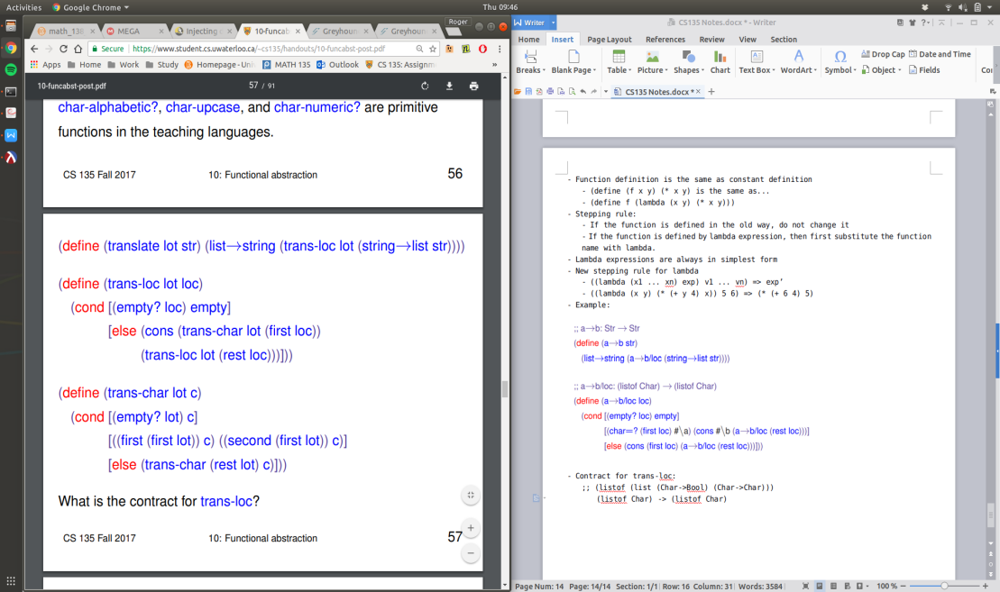 Activities
Google Chrome
Thu 09:46
math_138
MEGA
Injecting
10-funcab
Greyhoun
Greyhoun
Roger
Secure
https://www.student.cs.uwaterloo.ca/~cs135/handouts/10-funcabst-post.pdf
Apps
Home
Work
Study
Homepage - Uni
MATH 135
Outlook
CS 135: Assignm
»
10-funcabst-post.pdf
57 / 91
char-alphabetic?, char-upcase, and char-numeric? are primitive
functions in the teaching languages.
CS 135 Fall 2017
10: Functional abstraction
56
(define (translate lot str) (list→string (trans-loc lot (string→list str))))
(define (trans-loc lot loc)
(cond [(empty? loc) empty]
[else (cons (trans-char lot (first loc))
(trans-loc lot (rest loc)))]))
(define (trans-char lot c)
(cond [(empty? lot) c]
[((first (first lot)) c) ((second (first lot)) c)]
[else (trans-char (rest lot) c)]))
What is the contract for trans-loc?
CS 135 Fall 2017
10: Functional abstraction
57
W Writer
CS135 Notes.docx * - Writer
Home
Insert
Page Layout
References
Review
View
Section
Breaks
Blank Page
Table
Picture
Shapes
Chart
Text Box
WordArt
Symbol
Drop Cap
Date and Time
Object
Fields
CS135 Notes.docx *
- Function definition is the same as constant definition
- (define (f x y) (* x y) is the same as...
- (define f (lambda (x y) (* x y)))
- Stepping rule:
- If the function is defined in the old way, do not change it
- If the function is defined by lambda expression, then first substitute the function
name with lambda.
- Lambda expressions are always in simplest form
- New stepping rule for lambda
- ((lambda (x1 ... xn) exp) v1 ... vn) => exp’
- ((lambda (x y) (* (+ y 4) x)) 5 6) => (* (+ 6 4) 5)
- Example:
;; a→b: Str → Str
(define (a→b str)
(list→string (a→b/loc (string→list str))))
;; a→b/loc: (listof Char) → (listof Char)
(define (a→b/loc loc)
(cond [(empty? loc) empty]
[(char=? (first loc) #\a) (cons #\b (a→b/loc (rest loc)))]
[else (cons (first loc) (a→b/loc (rest loc)))]))
- Contract for trans-loc:
;; (listof (list (Char->Bool) (Char->Char)))
(listof Char) -> (listof Char)
Page Num: 14
Page: 14/14
Section: 1/1
Row: 16
Column: 31
Words: 3584
100 %